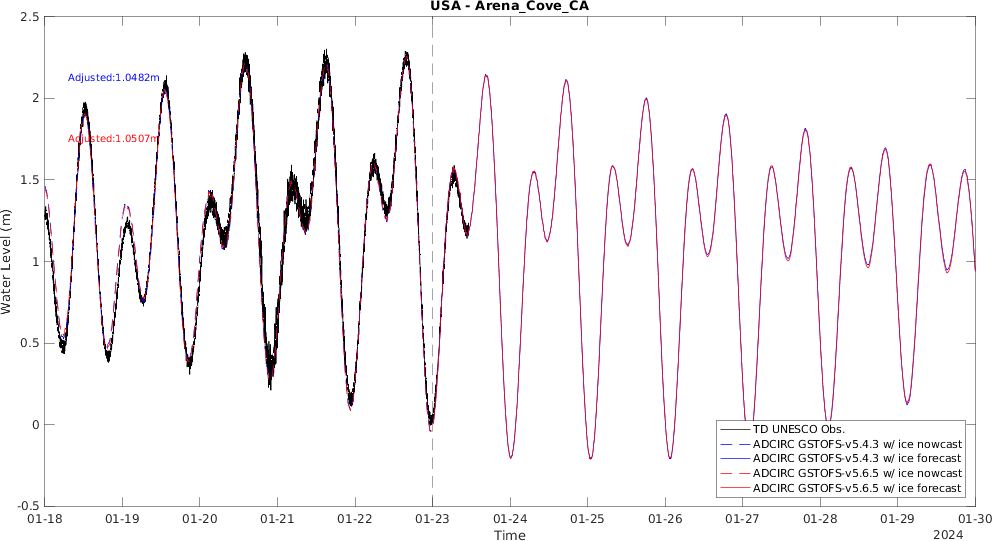 USA - Arena_Cove_CA
2.5
2
1.5
1
0.5
0
-0.5
Water Level (m)
Adjusted:1.0482m
Adjusted:1.0507m
TD UNESCO Obs.
ADCIRC GSTOFS-v5.4.3 w/ ice nowcast
ADCIRC GSTOFS-v5.4.3 w/ ice forecast
ADCIRC GSTOFS-v5.6.5 w/ ice nowcast
ADCIRC GSTOFS-v5.6.5 w/ ice forecast
01-18 01-19 01-20 01-21 01-22 01-23 01-24 01-25 01-26 01-27 01-28 01-29 01-30
Time
2024